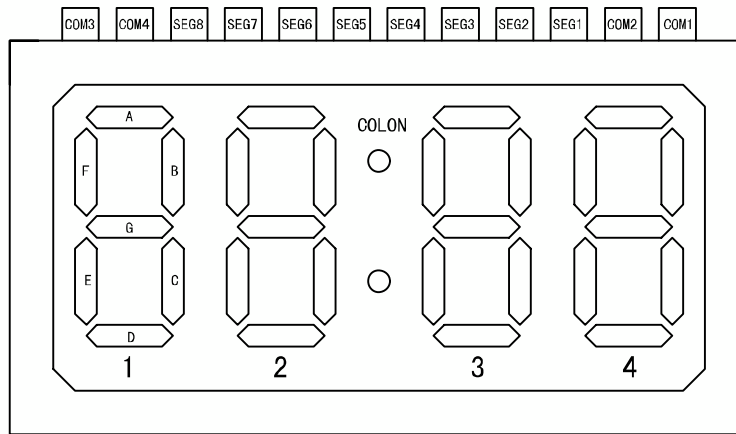 COM3 COM4 SEG8 SEG7 SEG6 SEG5 SEG4 SEG3 SEG2 SEG1 COM2 COM1
A
COLON
F B
G
E C
D
1 2 3 4